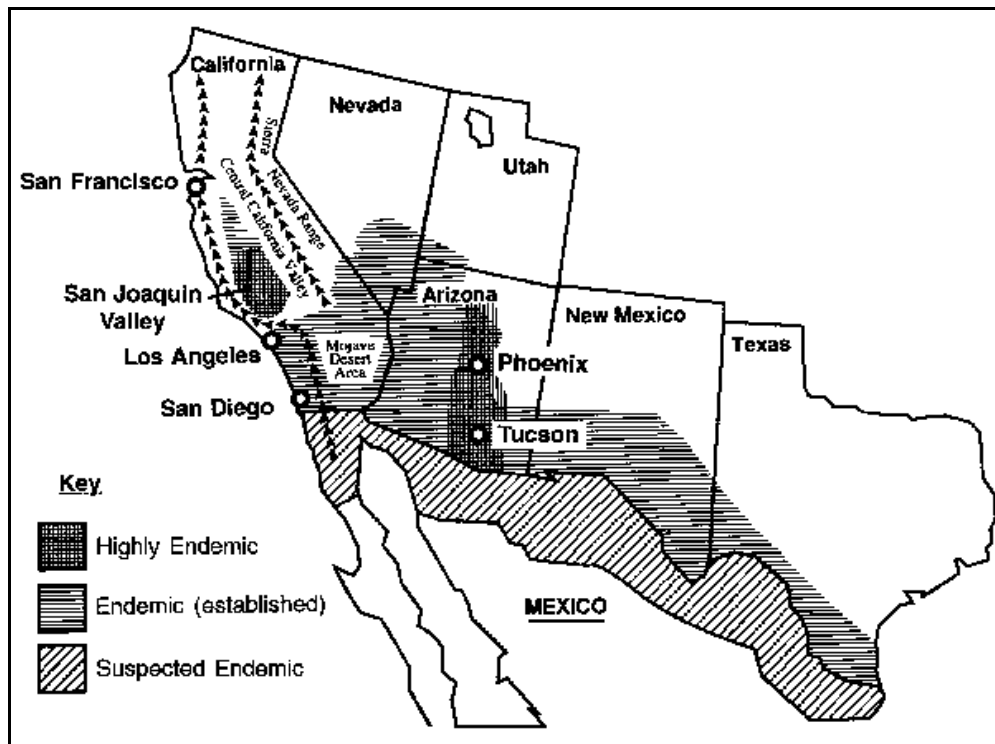 California
Nevada
Utah
Sierra
Nevada Range
Central California Valley
San Francisco
San Joaquin
Valley
Arizona
New Mexico
Texas
Los Angeles
Mojave
Desert
Area
Phoenix
San Diego
Tucson
Key
Highly Endemic
Endemic (established)
MEXICO
Suspected Endemic